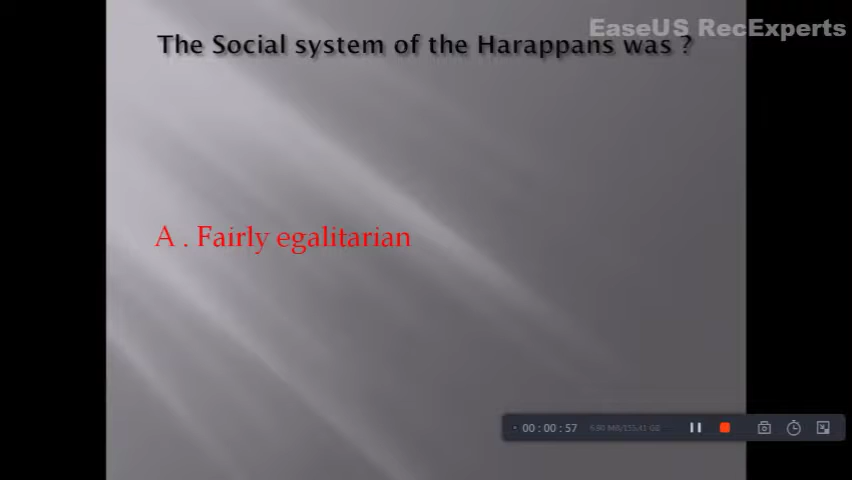 EaseUS RecExperts
The Social system of the Harappans was ?
A . Fairly egalitarian
00:00:57